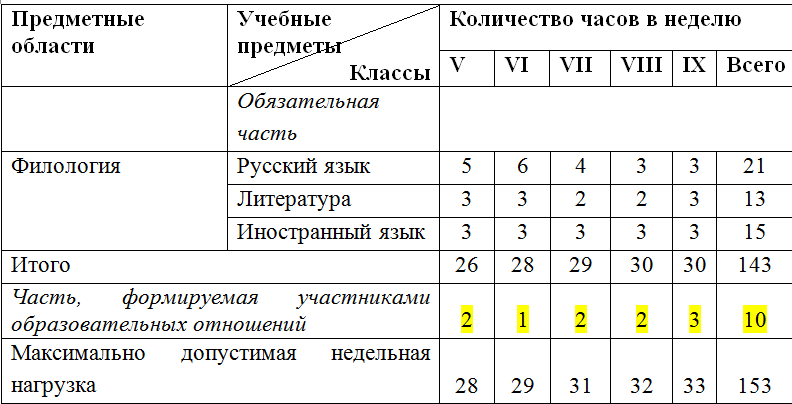 Предметные области Учебные предметы Классы Количество часов в неделю
V VI VII VIII IX Всего
Обязательная часть
Филология Русский язык 5 6 4 3 3 21
Литература 3 3 2 2 3 13
Иностранный язык 3 3 3 3 3 15
Итого 26 28 29 30 30 143
Часть, формируемая участниками
образовательных отношений 2 1 2 2 3 10
Максимально допустимая недельная
нагрузка 28 29 31 32 33 153